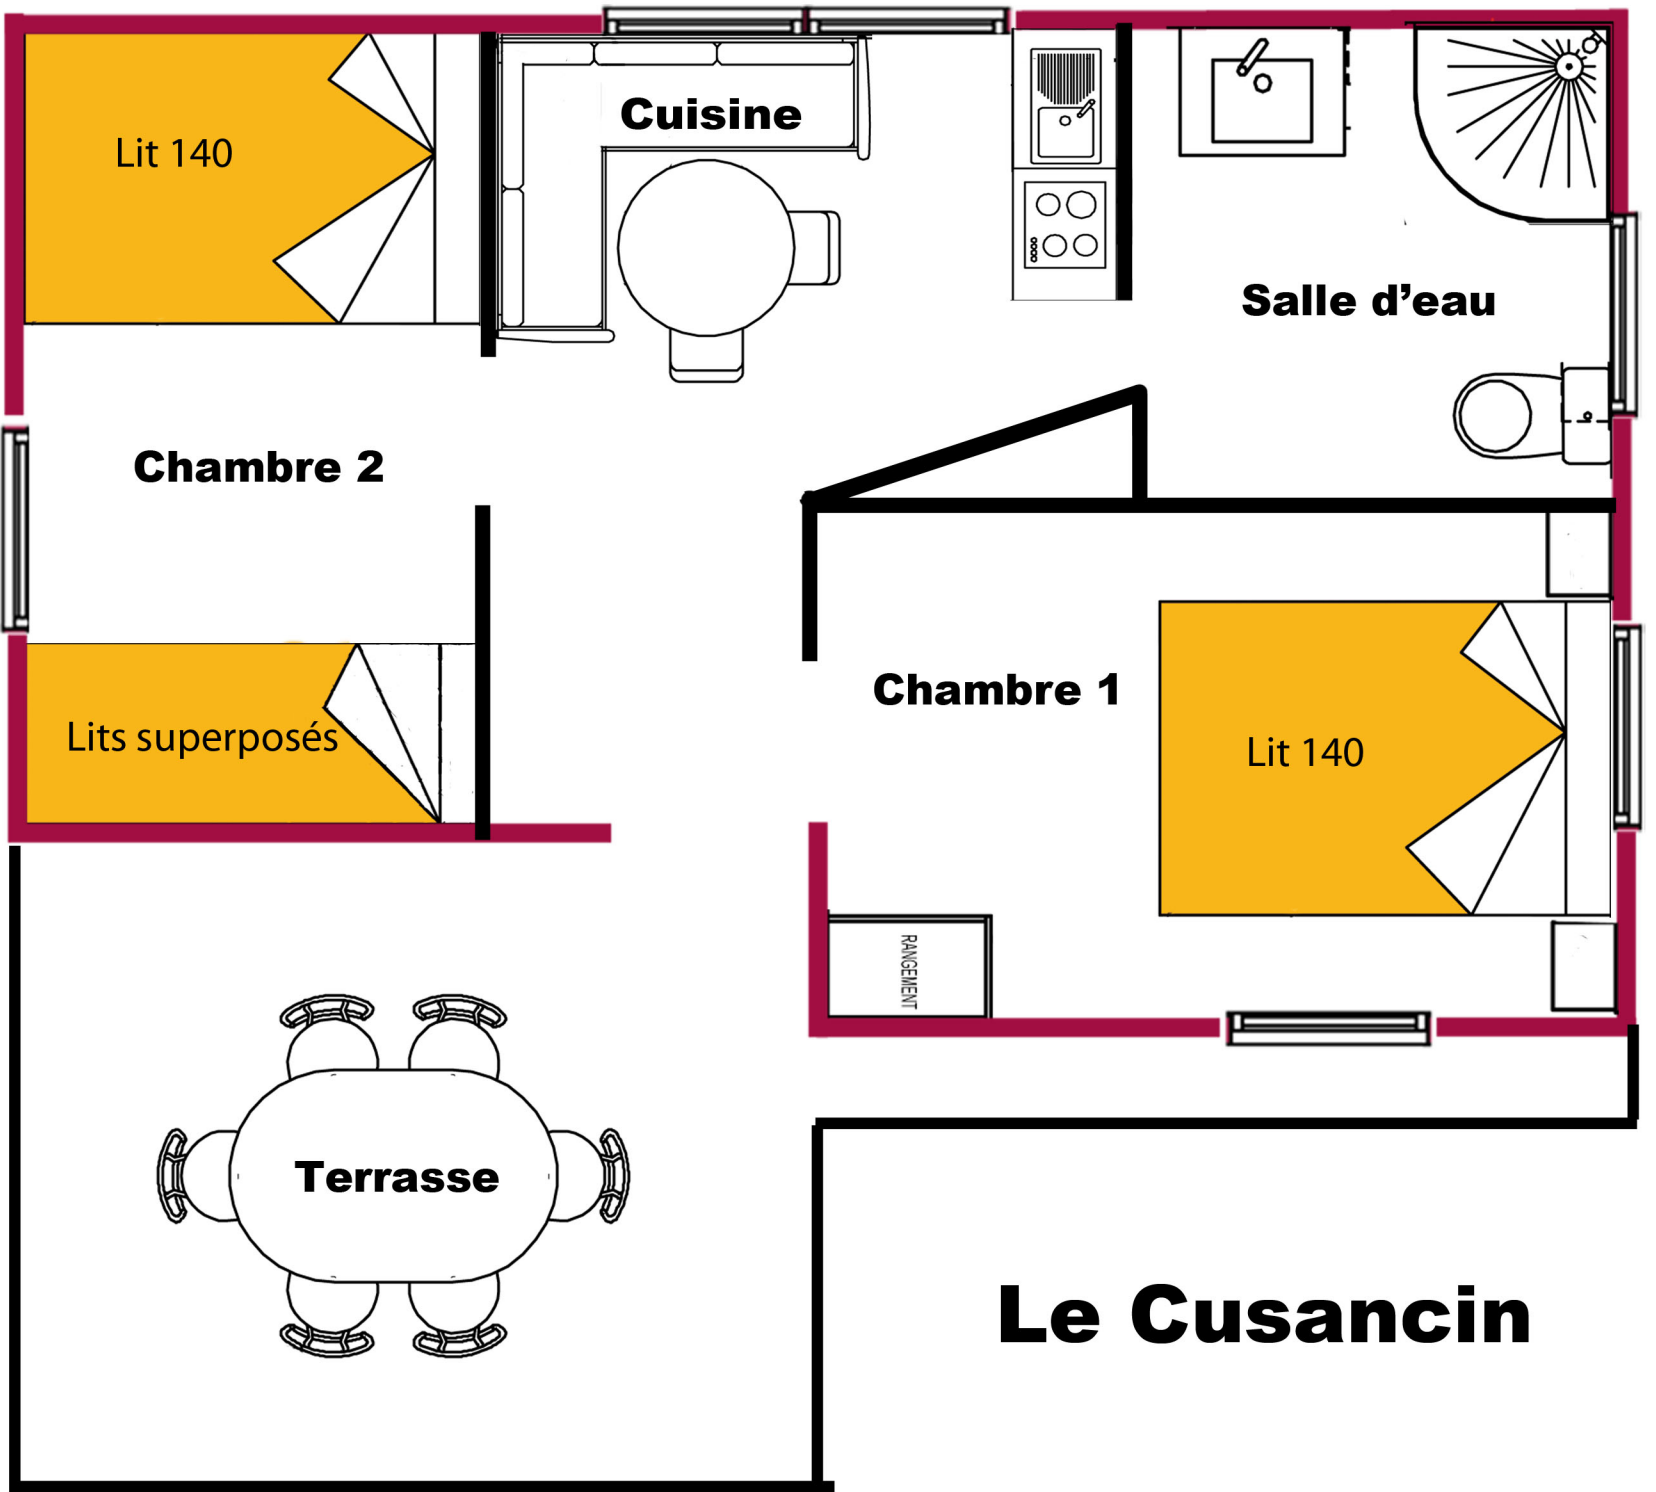 Lit 140
Cuisine
Salle d’eau
Chambre 2
Lits superposés
Chambre 1
Lit 140
RANGEMENT
Terrasse
Le Cusancin